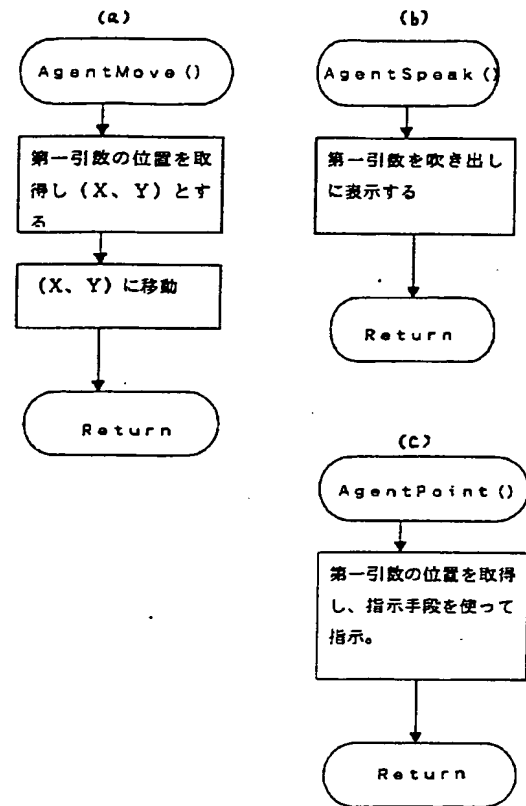 (a)
AgentMove()
第一引数の位置を取
得し(X、Y)とす
る
(X、Y)に移動
Return
(b)
AgentSpeak()
第一引数を吹き出し
に表示する
Return
(c)
AgentPoint()
第一引数の位置を取得
し、指示手段を使って
指示。
Return